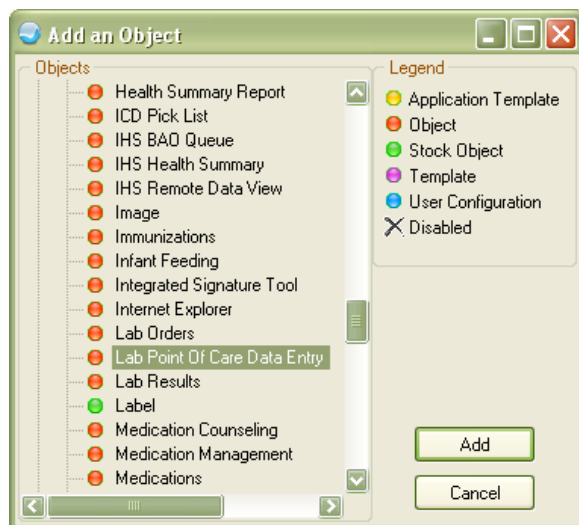 Add an Object
Objects
Health Summary Report
ICD Pick List
IHS BAO Queue
IHS Health Summary
IHS Remote Data View
Image
Immunizations
Infant Feeding
Integrated Signature Tool
Internet Explorer
Lab Orders
Lab Point Of Care Data Entry
Lab Results
Label
Medication Counseling
Medication Management
Medications
Legend
Application Template
Object
Stock Object
Template
User Configuration
Disabled
Add
Cancel